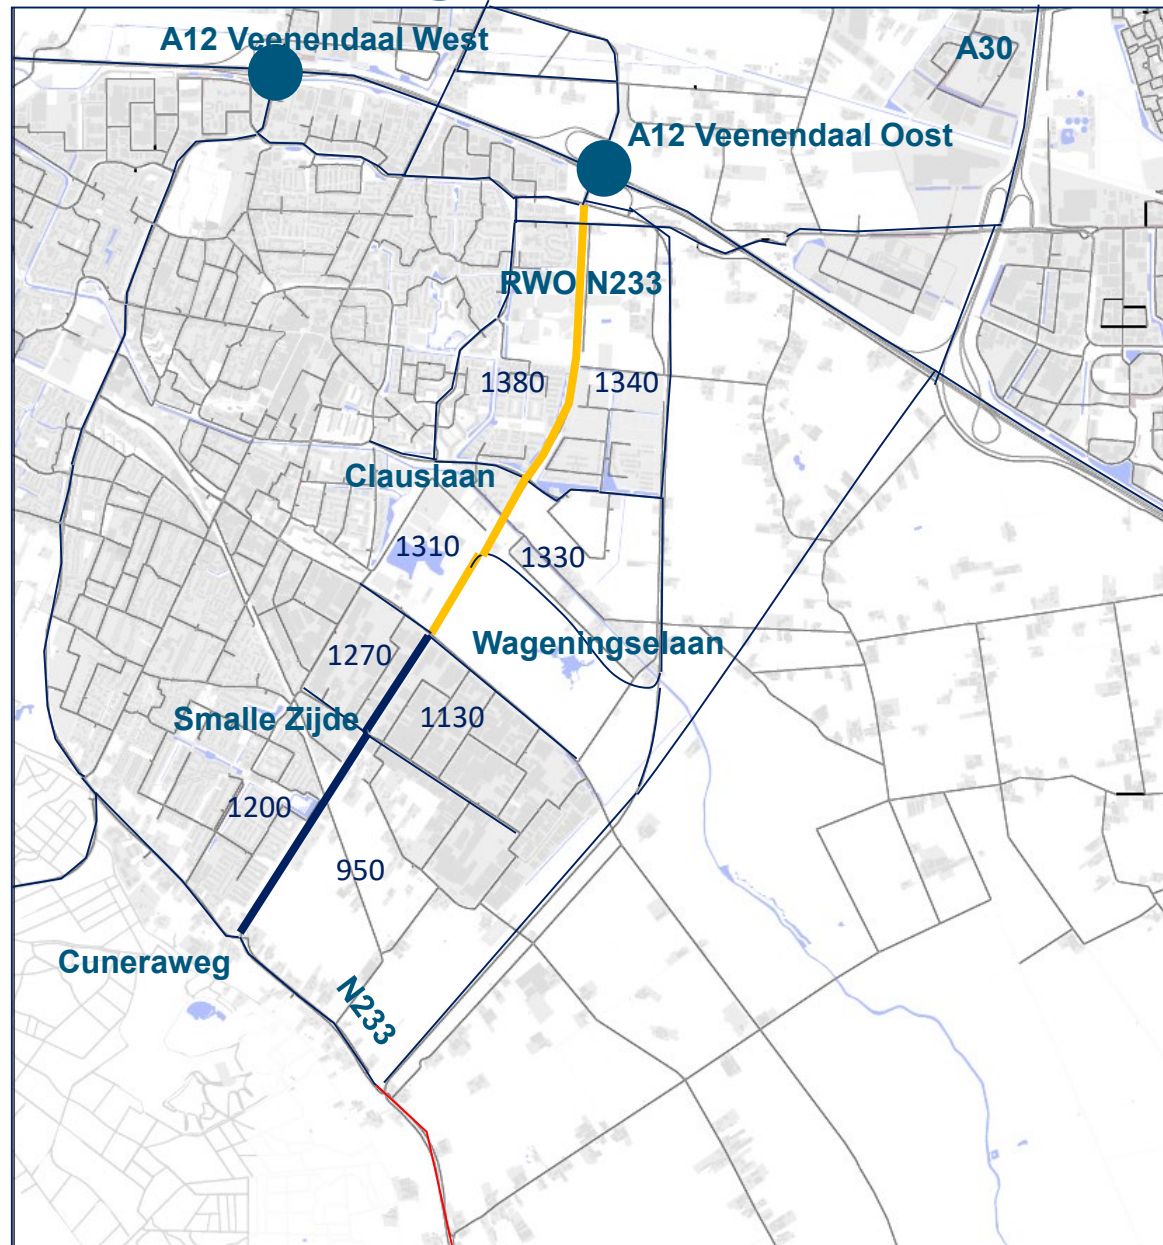 A12 Veenendaal West
A30
A12 Veenendaal Oost
RWO N233
1380
1340
Clauslaan
1310
1330
Wageningselaan
1270
Smalle Zijde
1130
1200
950
Cuneraweg
N233